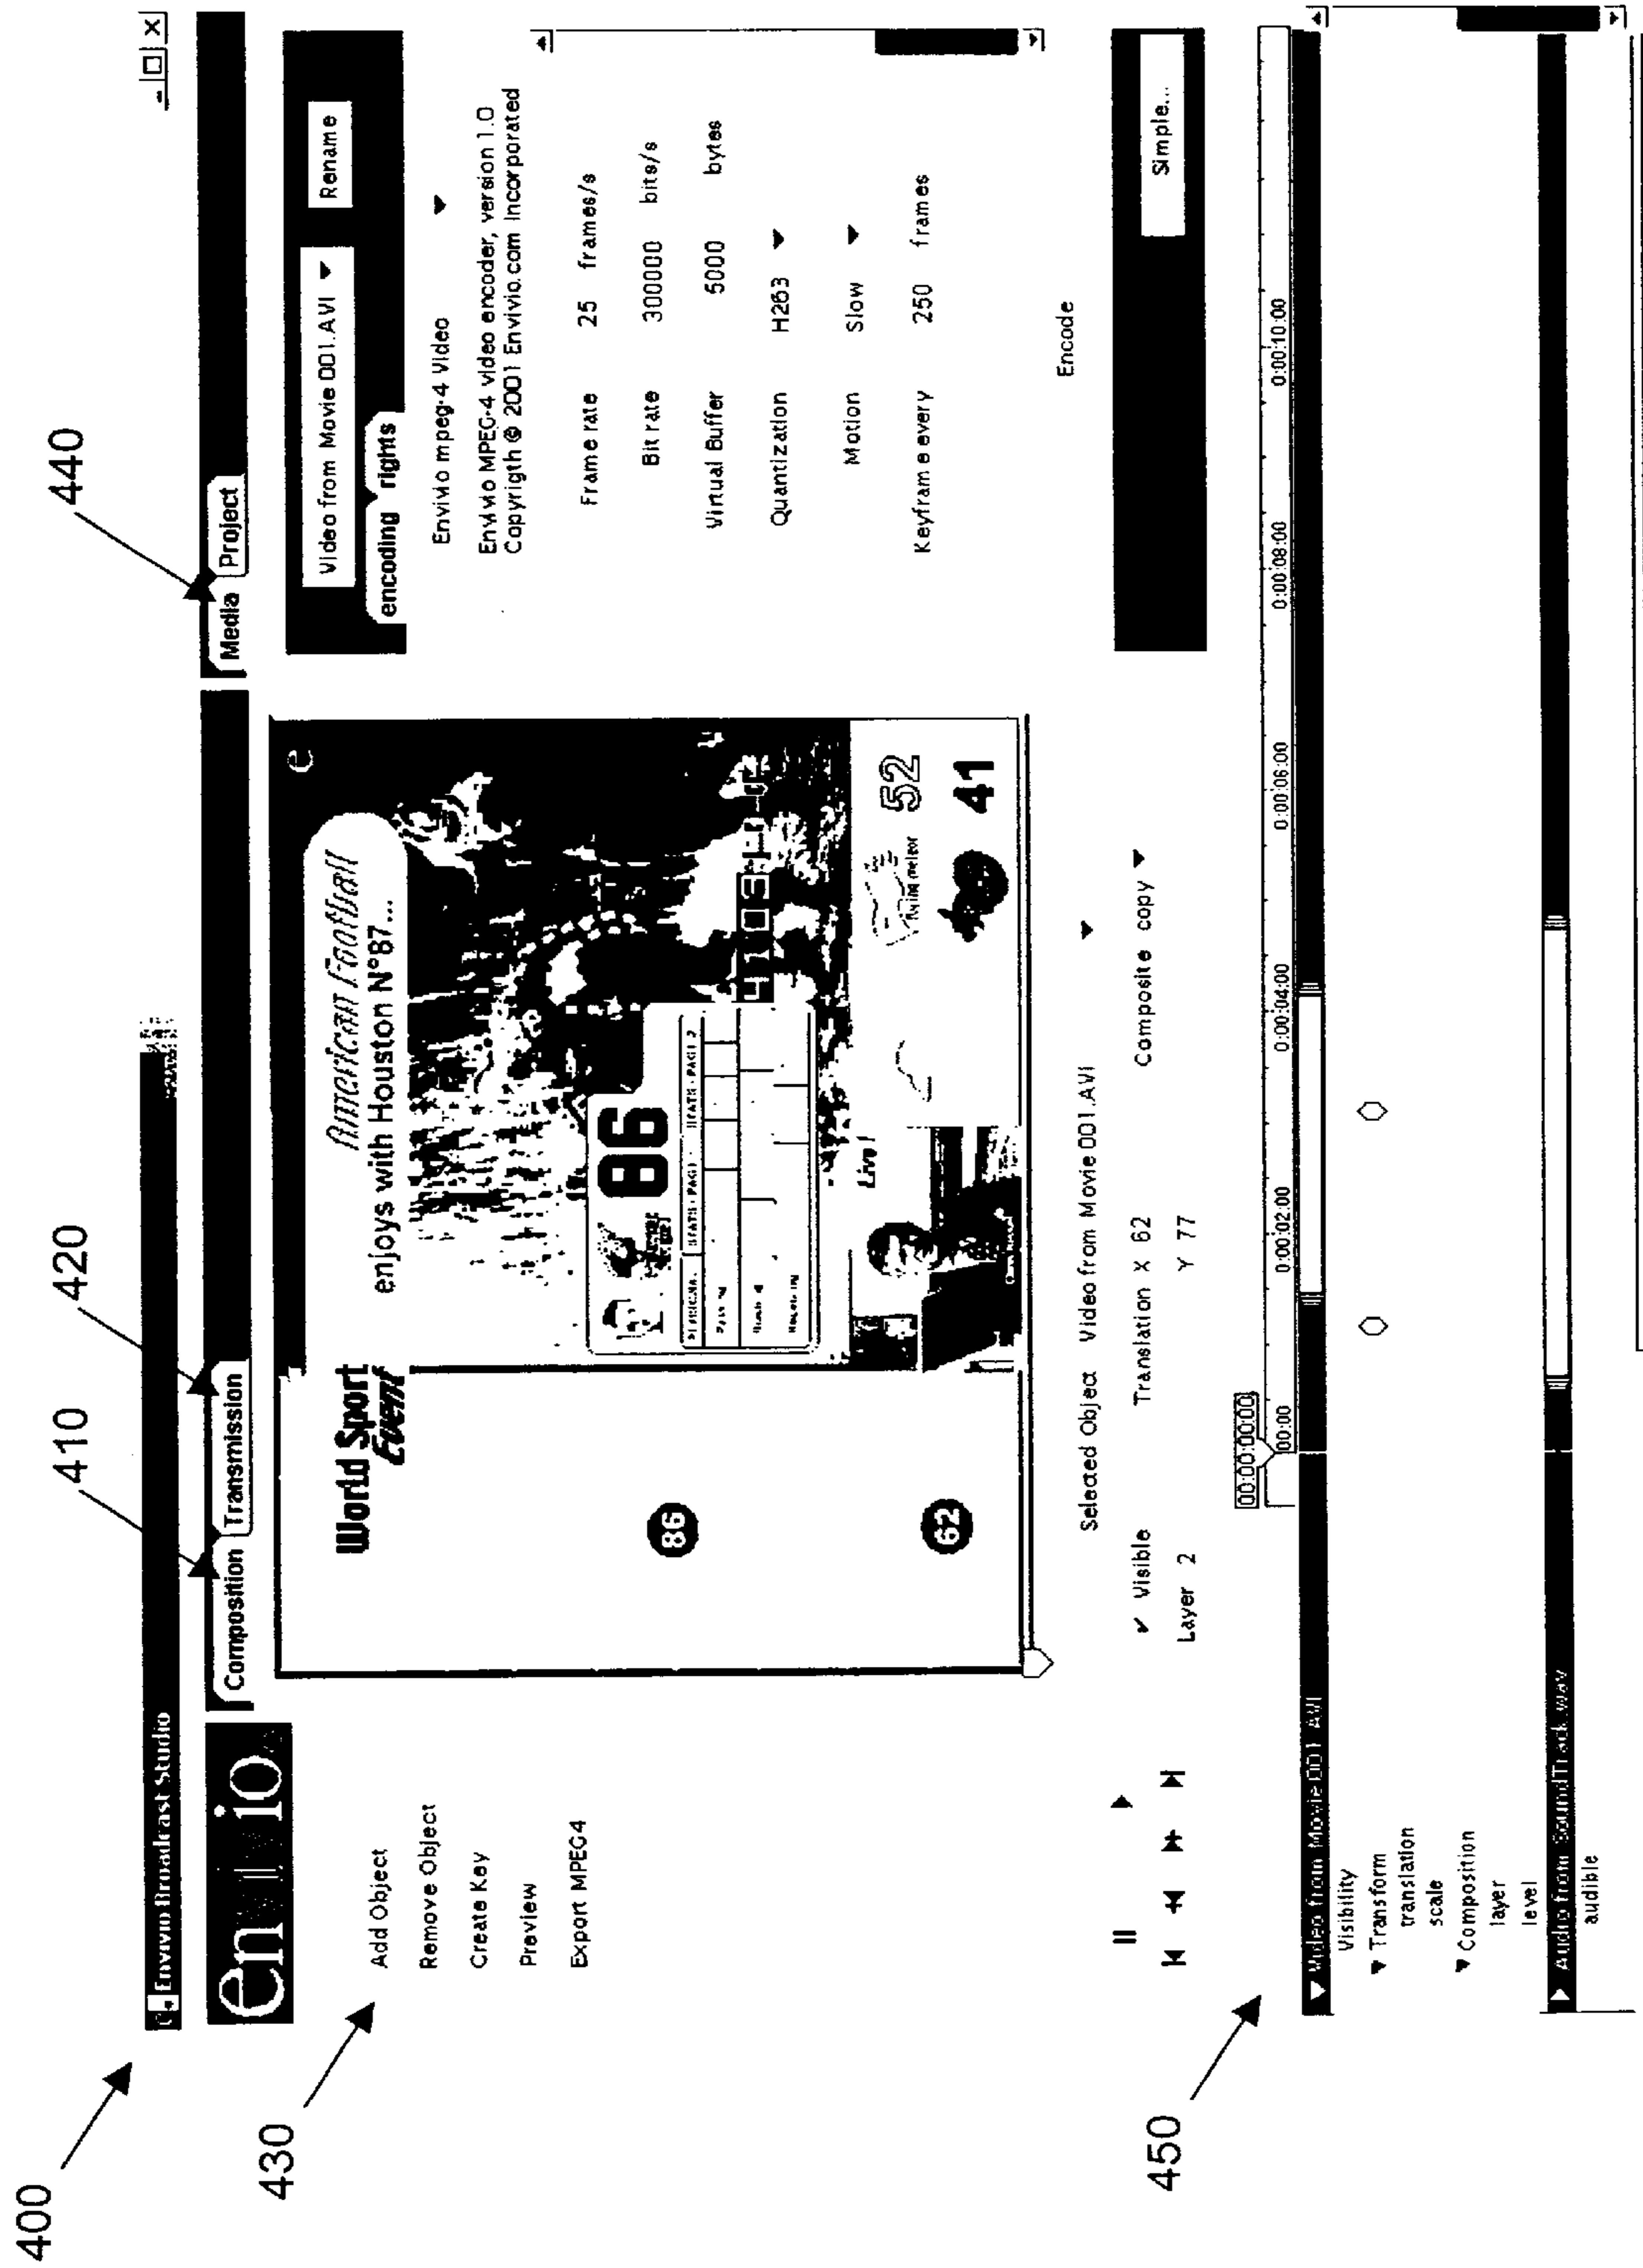 400
410
420
440
Envivio Broadcast Studio
envivio
Composition
Transmission
Media
Project
430
Add Object
Remove Object
Create Key
Preview
Export MPEG4
World Sport
Event
86
62
e
American Football
enjoys with Houston N°87...
86
Live!
flying meteor
52
41
Video from Movie 001.AVI
Rename
encoding
rights
Envivio mpeg-4 Video
Envivio MPEG-4 video encoder, version 1.0
Copyrigth © 2001 Envivio.com Incorporated
Frame rate 25 frames/s
Bit rate 300000 bits/s
Virtual Buffer 5000 bytes
Quantization H263
Motion Slow
Keyframe every 250 frames
Encode
Simple...
Selected Object Video from Movie 001.AVI
✓ Visible Translation X 62 Composite copy
Layer 2 Y 77
450
00:00:00:00
00:00 0:00:02:00 0:00:04:00 0:00:06:00 0:00:08:00 0:00:10:00
Video from Movie 001.AVI
Visibility
Transform
translation
scale
Composition
layer
level
Audio from SoundTrack.wav
audible